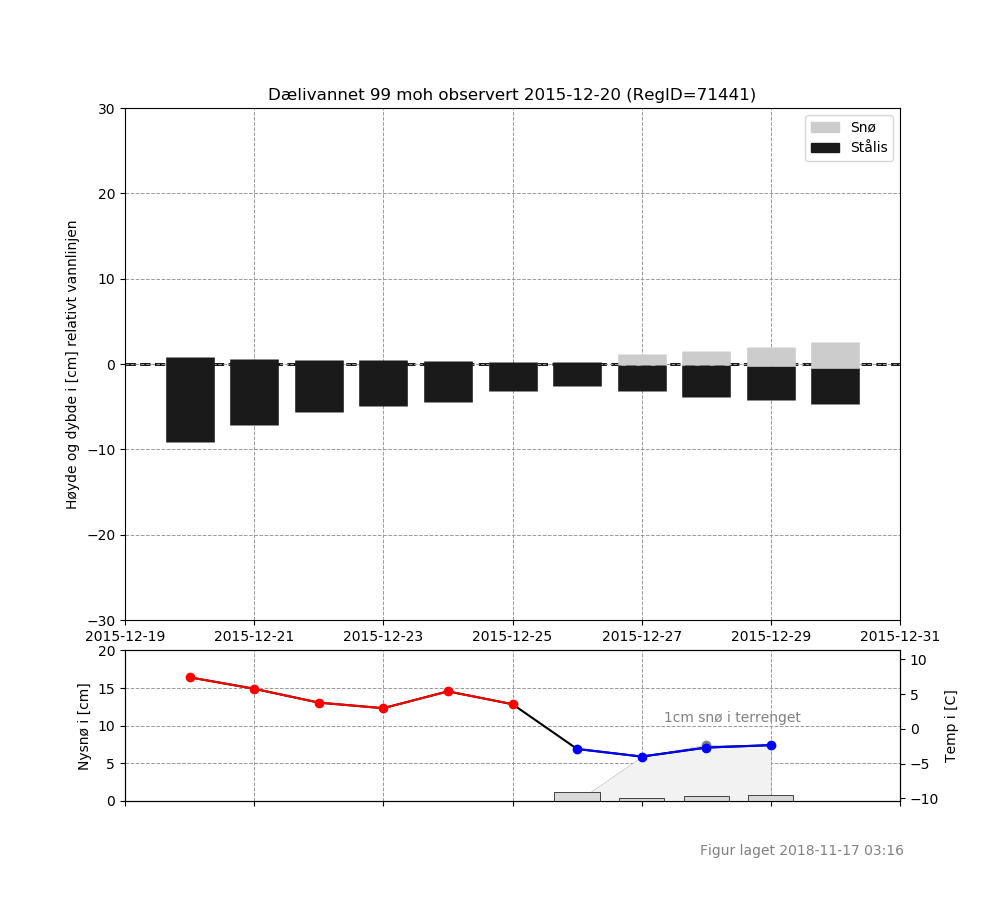 Dælivannet 99 moh observert 2015-12-20 (RegID=71441)
Snø
Stålis
Høyde og dybde i [cm] relativt vannlinjen
30
20
10
0
−10
−20
−30
2015-12-19 2015-12-21 2015-12-23 2015-12-25 2015-12-27 2015-12-29 2015-12-31
Nysnø i [cm]
20
15
10
5
0
1cm snø i terrenget
10
5
0
−5
−10
Temp i [C]
Figur laget 2018-11-17 03:16